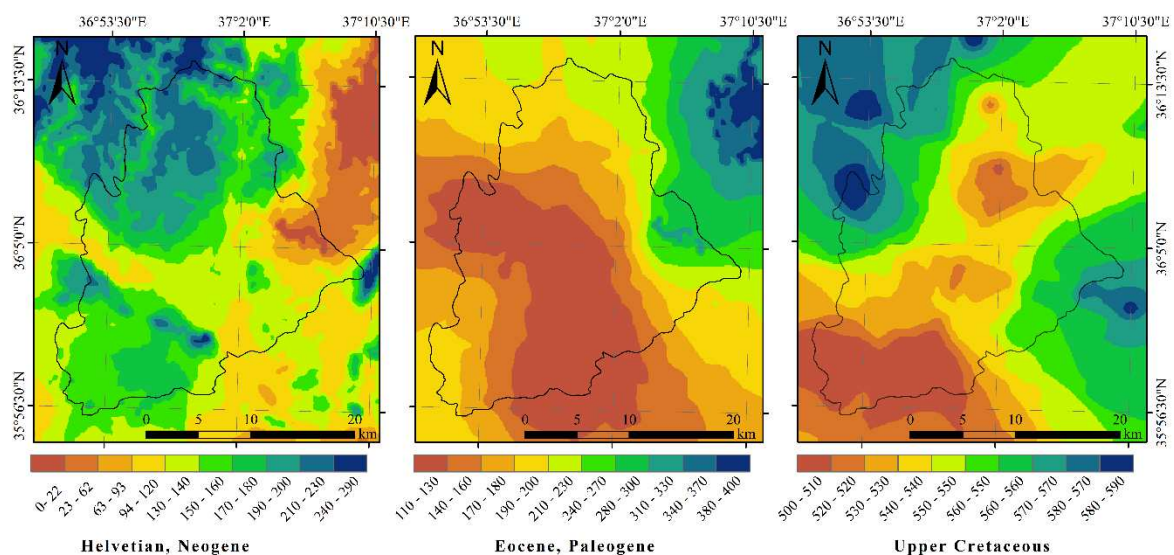 36°53'30"E 37°2'0"E 37°10'30"E
36°53'30"E 37°2'0"E 37°10'30"E
36°53'30"E 37°2'0"E 37°10'30"E
36°13'30"N
36°5'0"N
35°56'30"N
N
0 5 10 20
km
N
0 5 10 20
km
N
0 5 10 20
km
36°13'30"N
36°5'0"N
35°56'30"N
0- 22
23 - 62
63 - 93
94 - 120
130 - 140
150 - 160
170 - 180
190 - 200
210 - 230
240 - 290
110 - 130
140 - 160
170 - 180
190 - 200
210 - 230
240 - 270
280 - 300
310 - 330
340 - 370
380 - 400
500 - 510
520 - 520
530 - 530
540 - 540
550 - 550
560 - 560
560 - 570
580 - 570
580 - 590
Helvetian, Neogene
Eocene, Paleogene
Upper Cretaceous